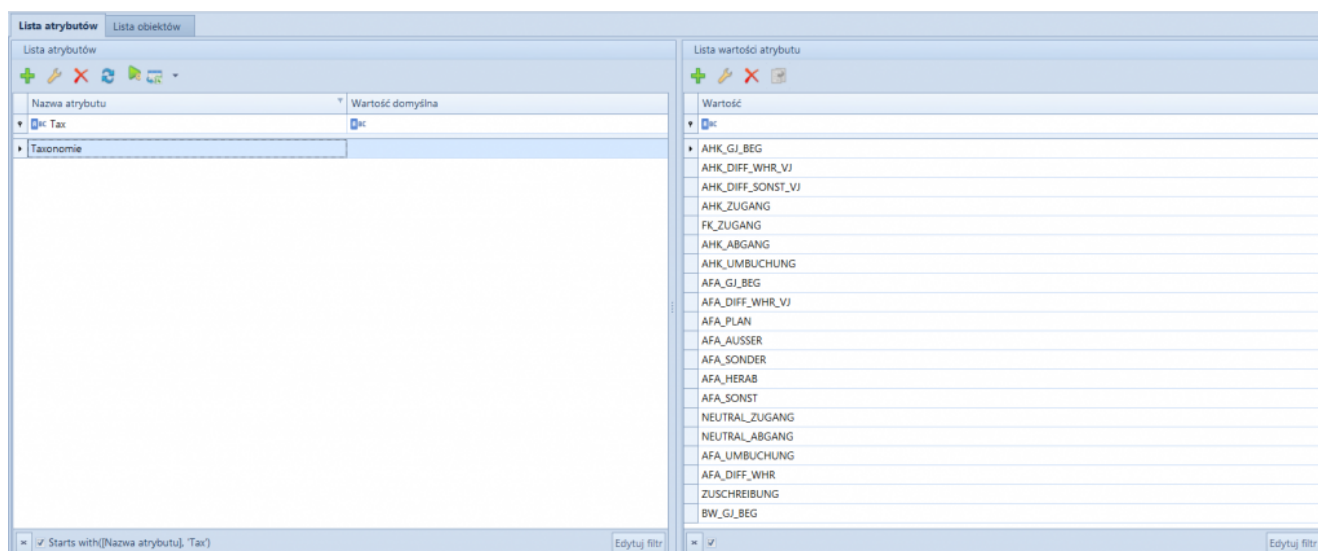 Lista atrybutów Lista obiektów
Lista atrybutów
Nazwa atrybutu Wartość domyślna
Tax
Taxonomie
Starts with([Nazwa atrybutu], 'Tax') Edytuj filtr
Lista wartości atrybutu
Wartość
AHK_GJ_BEG
AHK_DIFF_WHR_VJ
AHK_DIFF_SONST_VJ
AHK_ZUGANG
FK_ZUGANG
AHK_ABGANG
AHK_UMBUCHUNG
AFA_GJ_BEG
AFA_DIFF_WHR_VJ
AFA_PLAN
AFA_AUSSER
AFA_SONDER
AFA_HERAB
AFA_SONST
NEUTRAL_ZUGANG
NEUTRAL_ABGANG
AFA_UMBUCHUNG
AFA_DIFF_WHR
ZUSCHREIBUNG
BW_GJ_BEG
Edytuj filtr